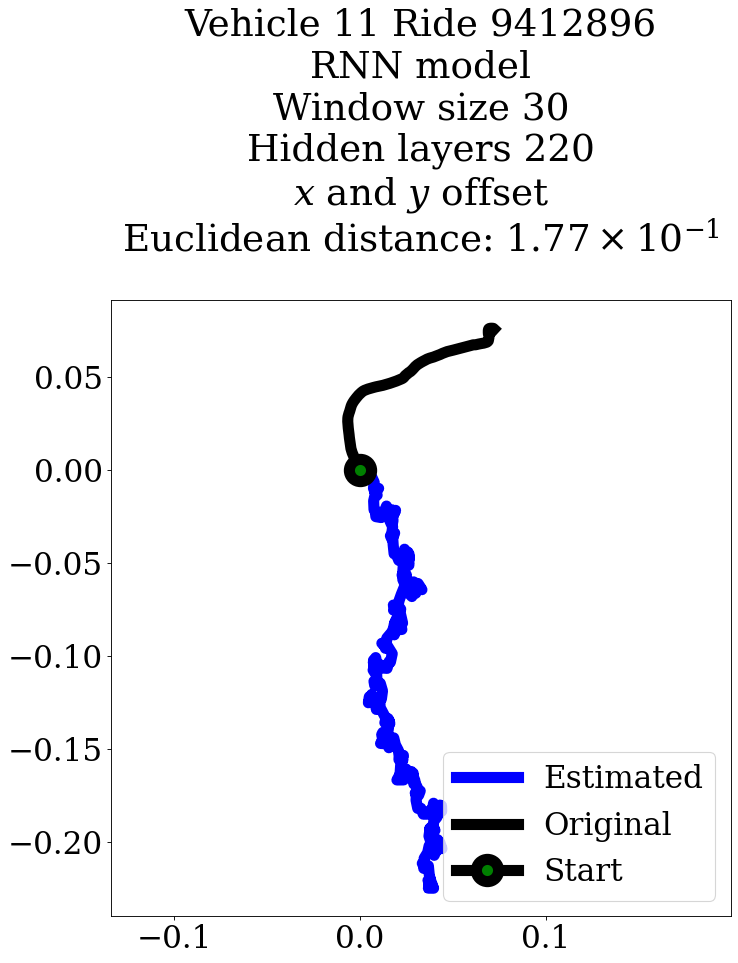 Vehicle 11 Ride 9412896
RNN model
Window size 30
Hidden layers 220
x and y offset
Euclidean distance: 1.77 × 10⁻¹
0.05
0.00
−0.05
−0.10
−0.15
−0.20
−0.1
0.0
0.1
Estimated
Original
Start